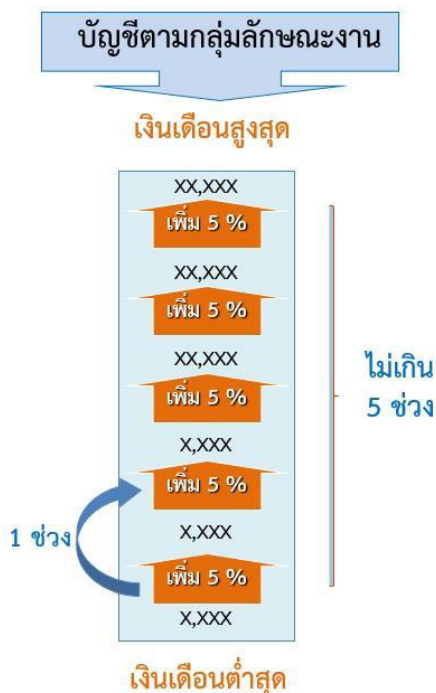 บัญชีตามกลุ่มลักษณะงาน
เงินเดือนสูงสุด
XX,XXX
เพิ่ม 5 %
XX,XXX
เพิ่ม 5 %
XX,XXX
เพิ่ม 5 %
X,XXX
เพิ่ม 5 %
X,XXX
เพิ่ม 5 %
X,XXX
ไม่เกิน
5 ช่วง
1 ช่วง
เงินเดือนต่ำสุด